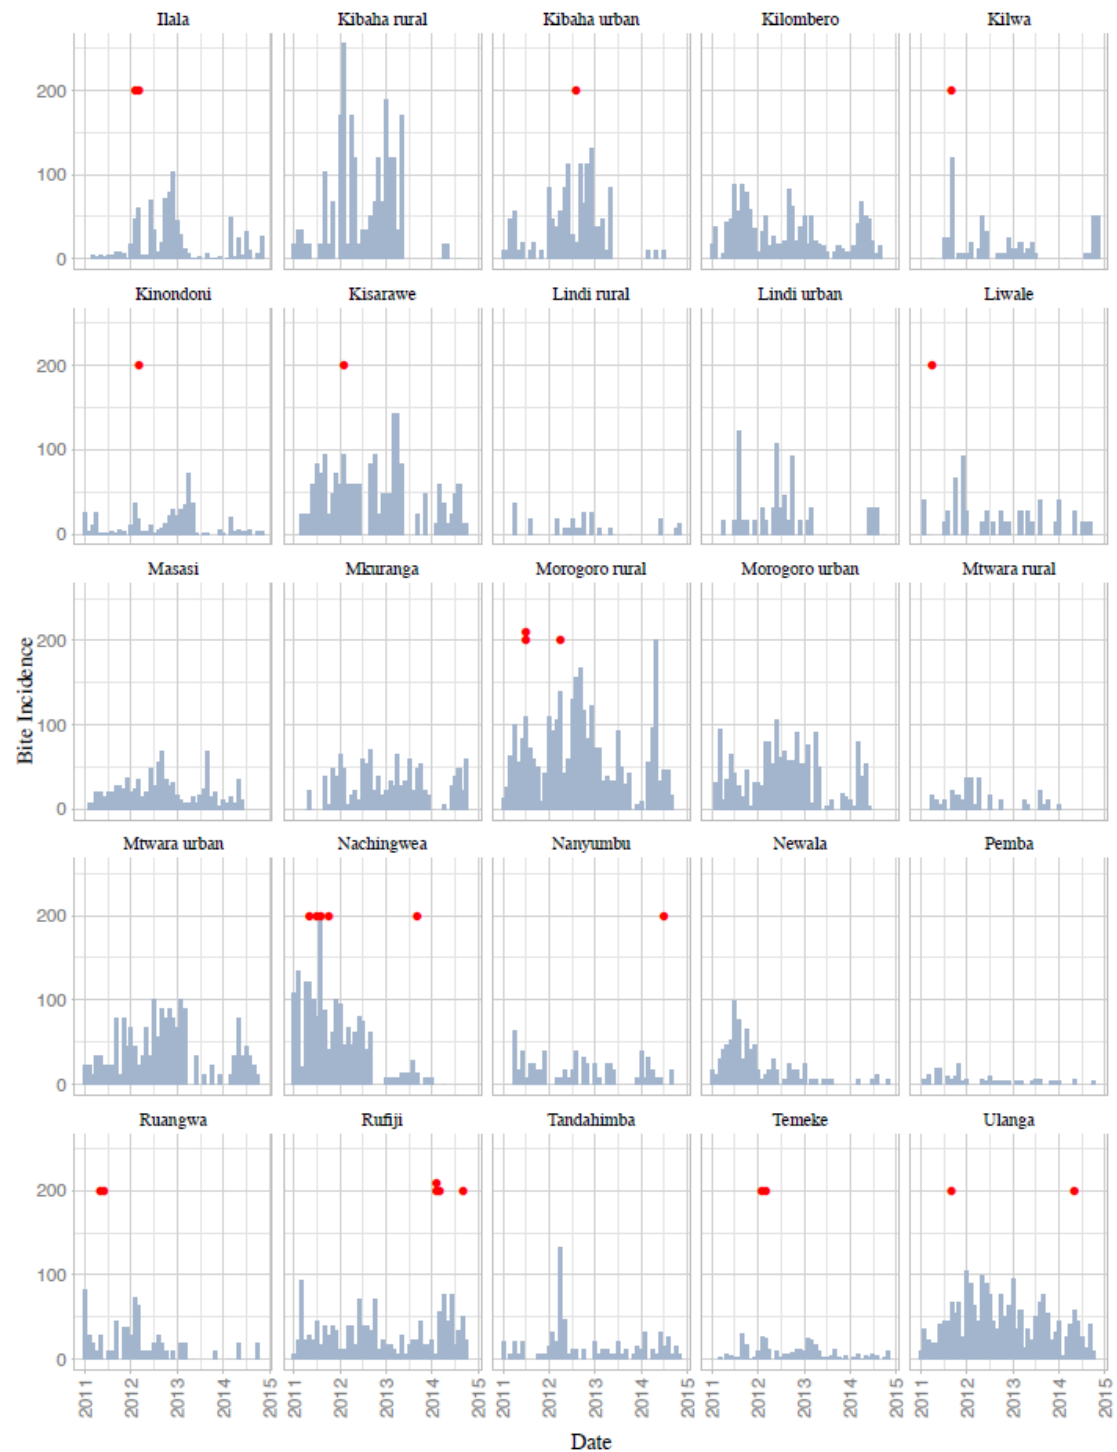 Ilala Kibaha rural Kibaha urban Kilombero Kilwa
200
100
0
Kinondoni Kisarawe Lindi rural Lindi urban Liwale
200
100
0
Masasi Mkuranga Morogoro rural Morogoro urban Mtwara rural
Bite Incidence
200
100
0
Mtwara urban Nachingwea Nanyumbu Newala Pemba
200
100
0
Ruangwa Rufiji Tandahimba Temeke Ulanga
200
100
0
2011 2012 2013 2014 2015 2011 2012 2013 2014 2015 2011 2012 2013 2014 2015 2011 2012 2013 2014 2015 2011 2012 2013 2014 2015
Date